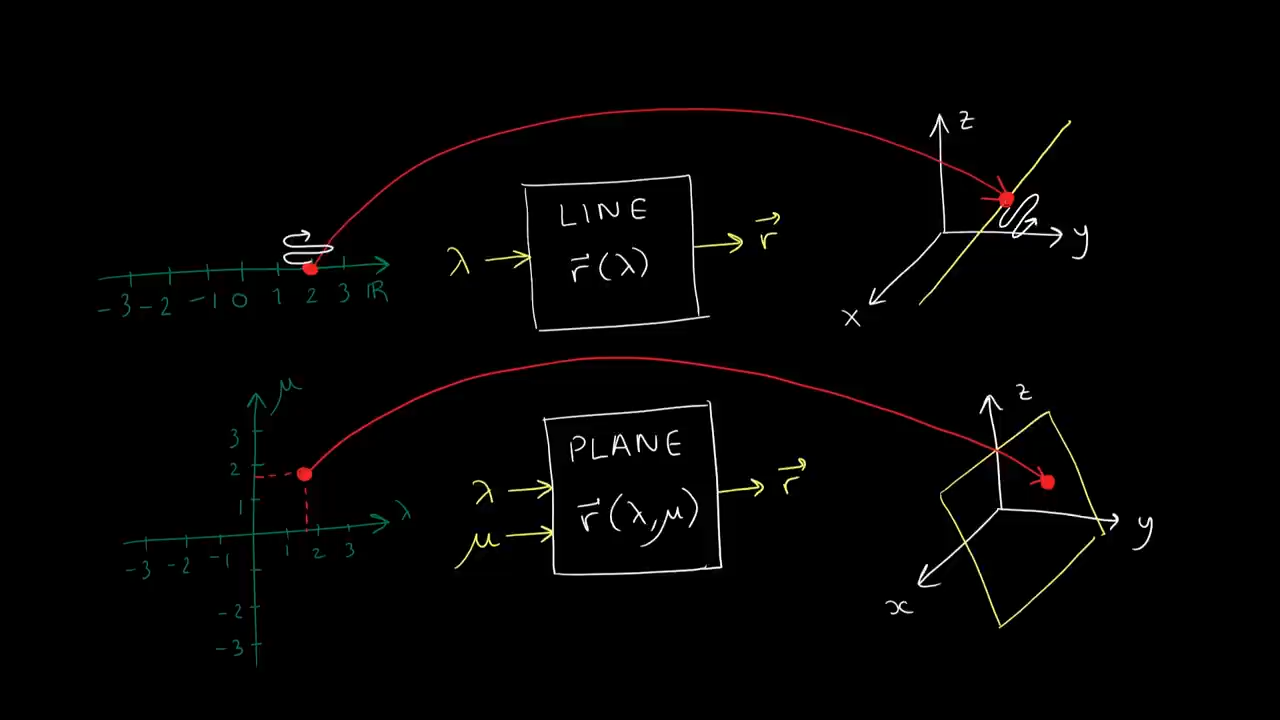 z
LINE
λ → r⃗(λ) → r⃗
y
-3 -2 -1 0 1 2 3 ℝ
x
μ
z
3
2
1
PLANE
λ
μ
r⃗(λ,μ)
r⃗
λ
y
-3 -2 -1 1 2 3
-2
-3
x